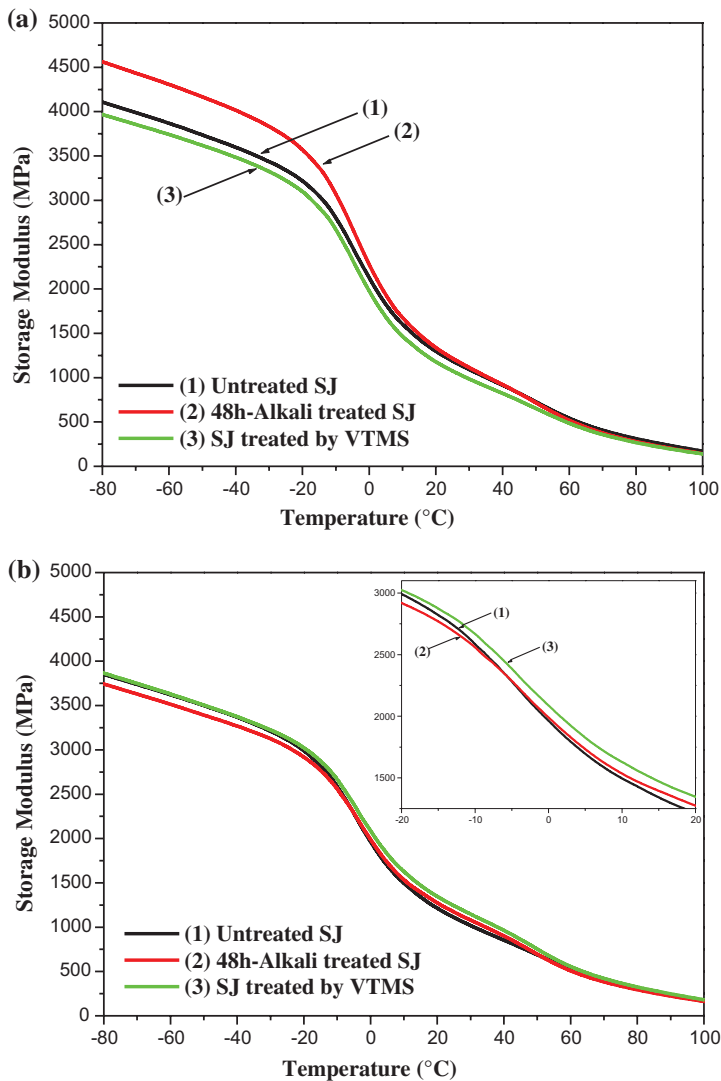 (a)
5000
4500
4000
3500
3000
2500
2000
1500
1000
500
0
Storage Modulus (MPa)
(1)
(2)
(3)
(1) Untreated SJ
(2) 48h-Alkali treated SJ
(3) SJ treated by VTMS
-80 -60 -40 -20 0 20 40 60 80 100
Temperature (°C)
(b)
5000
4500
4000
3500
3000
2500
2000
1500
1000
500
0
Storage Modulus (MPa)
3000
2500
2000
1500
(1)
(2)
(3)
-20 -10 0 10 20
(1) Untreated SJ
(2) 48h-Alkali treated SJ
(3) SJ treated by VTMS
-80 -60 -40 -20 0 20 40 60 80 100
Temperature (°C)